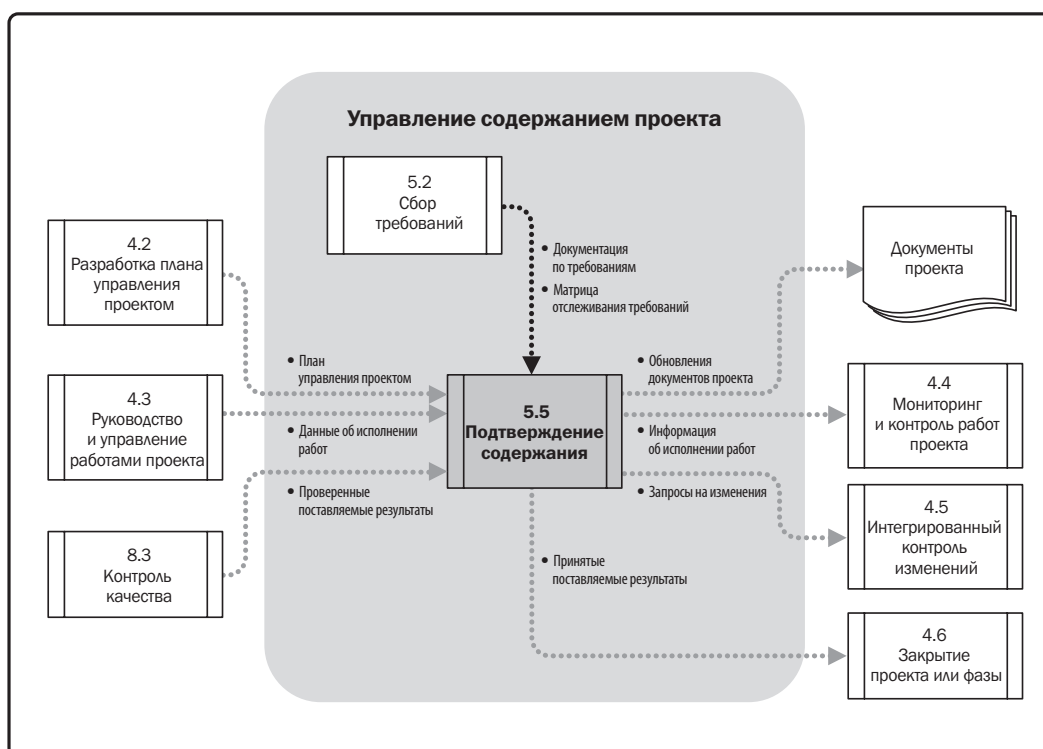 Управление содержанием проекта
5.2
Сбор
требований
4.2
Разработка плана
управления
проектом
• Документация
по требованиям
• Матрица
отслеживания требований
Документы
проекта
• План
управления проектом
• Обновления
документов проекта
4.3
Руководство
и управление
работами проекта
5.5
Подтверждение
содержания
4.4
Мониторинг
и контроль работ
проекта
• Данные об исполнении
работ
• Информация
об исполнении работ
• Проверенные
поставляемые результаты
• Запросы на изменения
8.3
Контроль
качества
4.5
Интегрированный
контроль
изменений
• Принятые
поставляемые результаты
4.6
Закрытие
проекта или фазы